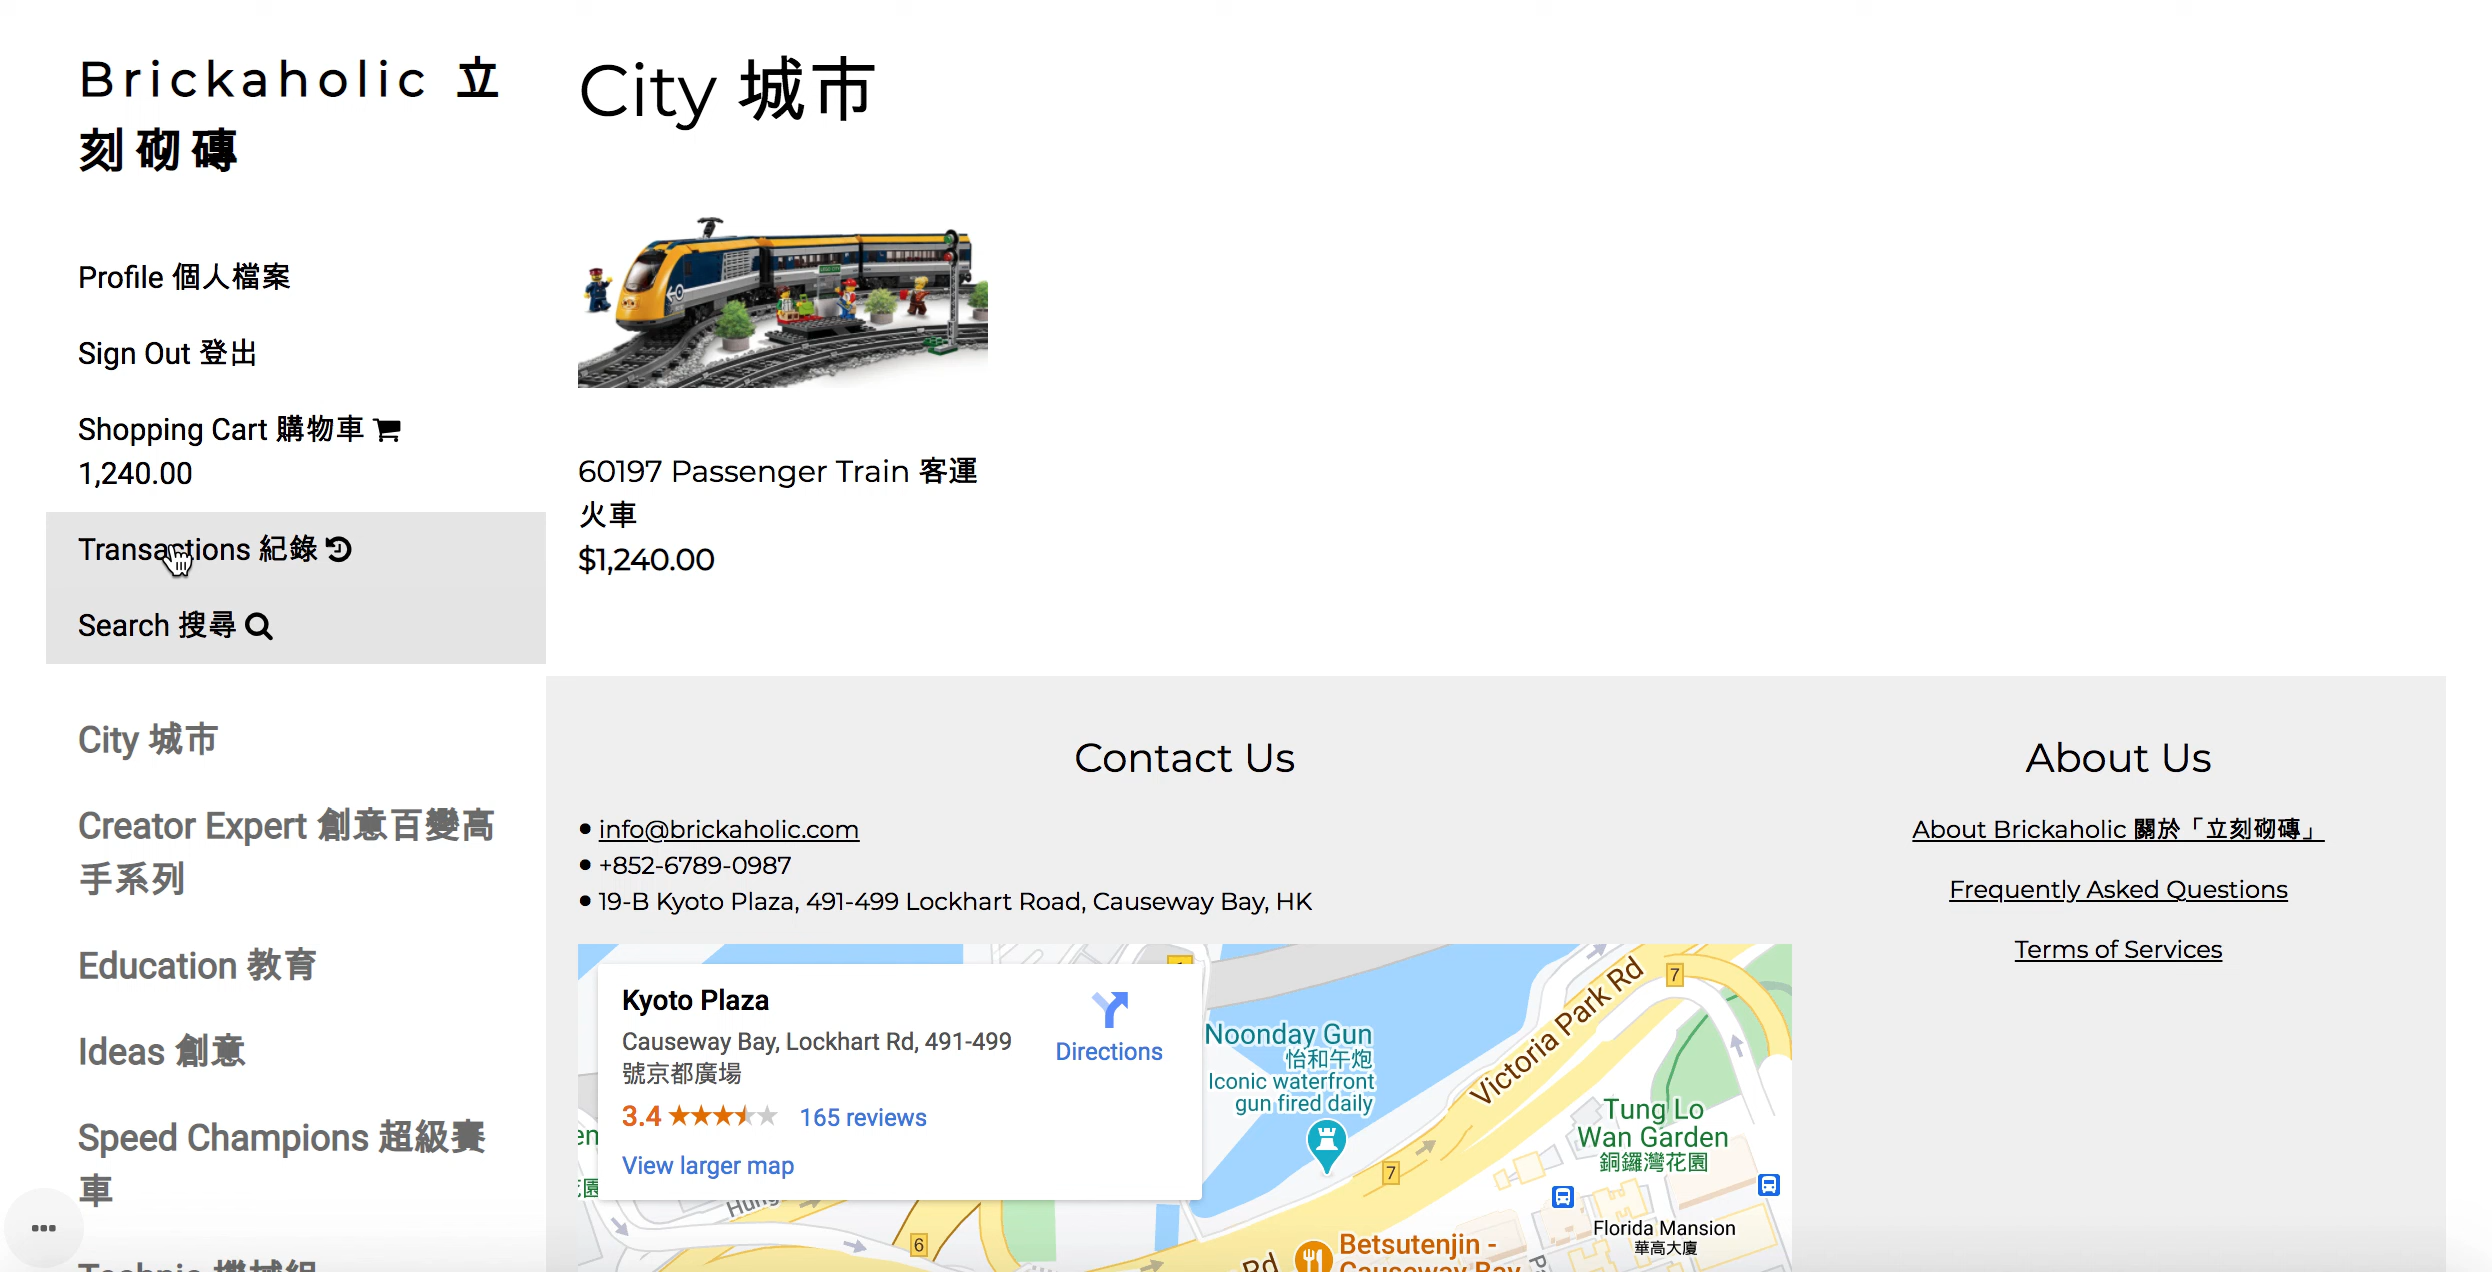 Brickaholic 立
刻砌磚
Profile 個人檔案
Sign Out 登出
Shopping Cart 購物車
1,240.00
Transactions 紀錄
Search 搜尋
City 城市
Creator Expert 創意百變高
手系列
Education 教育
Ideas 創意
Speed Champions 超級賽
車
City 城市
60197 Passenger Train 客運
火車
$1,240.00
Contact Us
info@brickaholic.com
+852-6789-0987
19-B Kyoto Plaza, 491-499 Lockhart Road, Causeway Bay, HK
Kyoto Plaza
Causeway Bay, Lockhart Rd, 491-499
號京都廣場
3.4
165 reviews
View larger map
Directions
Noonday Gun
怡和午炮
Iconic waterfront
gun fired daily
Victoria Park Rd
7
Tung Lo
Wan Garden
銅鑼灣花園
7
Florida Mansion
華高大廈
6
Rd
Betsutenjin -
Causeway Bay
About Us
About Brickaholic 關於「立刻砌磚」
Frequently Asked Questions
Terms of Services